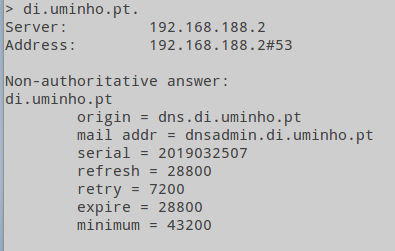 > di.uminho.pt.
Server: 192.168.188.2
Address: 192.168.188.2#53
Non-authoritative answer:
di.uminho.pt
origin = dns.di.uminho.pt
mail addr = dnsadmin.di.uminho.pt
serial = 2019032507
refresh = 28800
retry = 7200
expire = 28800
minimum = 43200